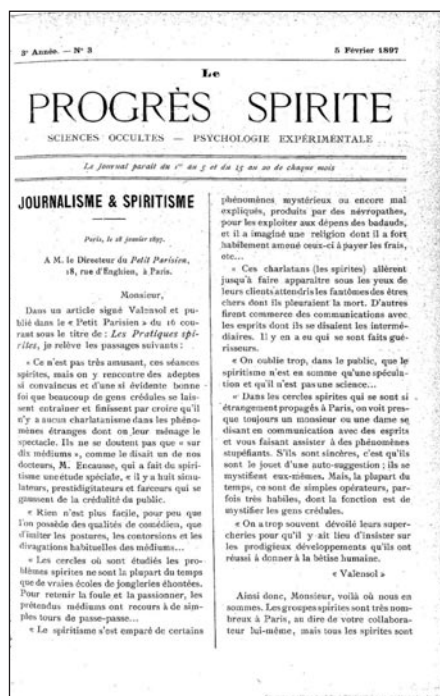 3e Année. — N° 3
5 Février 1897
Le
PROGRÈS SPIRITE
SCIENCES OCCULTES — PSYCHOLOGIE EXPÉRIMENTALE
Le Journal parait du 1er au 5 et du 15 au 20 de chaque mois
JOURNALISME & SPIRITISME
Paris, le 18 janvier 1897.
A M. le Directeur du Petit Parisien,
18, rue d'Enghien, à Paris.
Monsieur,
Dans un article signé Valensol et pu-
blié dans le « Petit Parisien » du 16 cou-
rant sous le titre de : Les Pratiques spi-
rites, je relève les passages suivants :
« Ce n'est pas très amusant, ces séances
spirites, mais on y rencontre des adeptes
si convaincus et d'une si évidente bonne
foi que beaucoup de gens crédules se lais-
sent entrainer et finissent par croire qu'il
n'y a aucun charlatanisme dans les phéno-
mènes étranges dont on leur ménage le
spectacle. Ils ne se doutent pas que « sur
dix médiums », comme le disait un de nos
docteurs, M. Encausse, qui a fait du spiri-
tisme une étude spéciale, « il y a huit simu-
lateurs, prestidigitateurs et farceurs qui se
gaussent de la crédulité du public.
« Rien n'est plus facile, pour peu que
l'on possède des qualités de comédien, que
d'imiter les postures, les contorsions et les
divagations habituelles des médiums...
« Les cercles où sont étudiés les pro-
blèmes spirites ne sont la plupart du temps
que de vraies écoles de jongleries éhontées.
Pour retenir la foule et la passionner, les
prétendus médiums ont recours à de sim-
ples tours de passe-passe...
« Le spiritisme s'est emparé de certains
phénomènes, mystérieux ou encore mal
expliqués, produits par des névropathes,
pour les exploiter aux dépens des badauds,
et il a imaginé une religion dont il a fort
habilement amené ceux-ci à payer les frais,
etc...
« Ces charlatans (les spirites) allèrent
jusqu'à faire apparaître sous les yeux de
leurs clients attendris les fantômes des êtres
chers dont ils pleuraient la mort. D'autres
firent commerce des communications avec
les esprits dont ils se disaient les intermé-
diaires. Il y en a eu qui se sont faits gué-
risseurs.
« On oublie trop, dans le public, que le
spiritisme n'est en somme qu'une spécula-
tion et qu'il n'est pas une science...
« Dans les cercles spirites qui se sont si
étrangement propagés à Paris, on voit pres-
que toujours un monsieur ou une dame se
disant en communication avec des esprits
et vous faisant assister à des phénomènes
stupéfiants. S'ils sont sincères, c'est qu'ils
sont le jouet d'une auto-suggestion ; ils se
mystifient eux-mêmes. Mais, la plupart du
temps, ce sont de simples opérateurs, par-
fois très habiles, dont la fonction est de
mystifier les gens crédules.
« On a trop souvent dévoilé leurs super-
cheries pour qu'il y ait lieu d'insister sur
les prodigieux développements qu'ils ont
réussi à donner à la bêtise humaine.
« Valensol »
Ainsi donc, Monsieur, voilà où nous en
sommes. Les groupes spirites sont très nom-
breux à Paris, au dire de votre collabora-
teur lui-même, mais tous les spirites sont